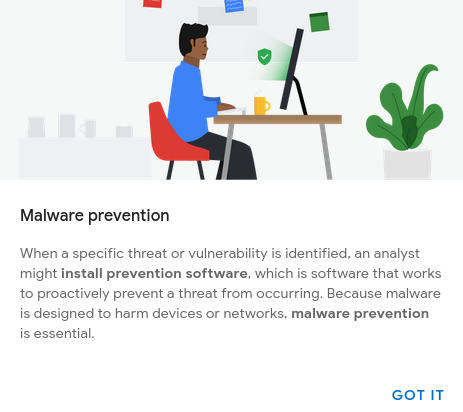 Malware prevention
When a specific threat or vulnerability is identified, an analyst
might install prevention software, which is software that works
to proactively prevent a threat from occurring. Because malware
is designed to harm devices or networks, malware prevention
is essential.
GOT IT